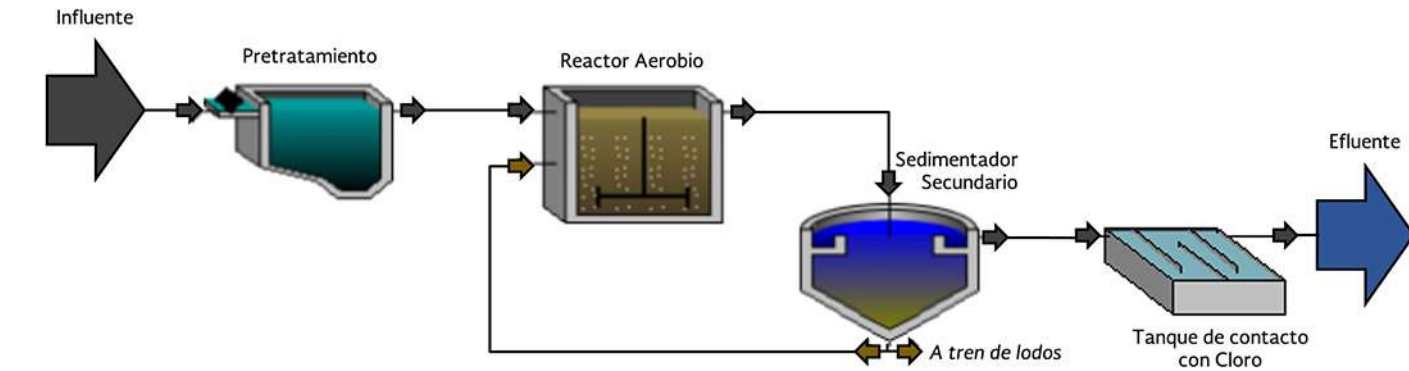 Influente
Pretratamiento
Reactor Aerobio
Sedimentador
Secundario
Efluente
A tren de lodos
Tanque de contacto
con Cloro